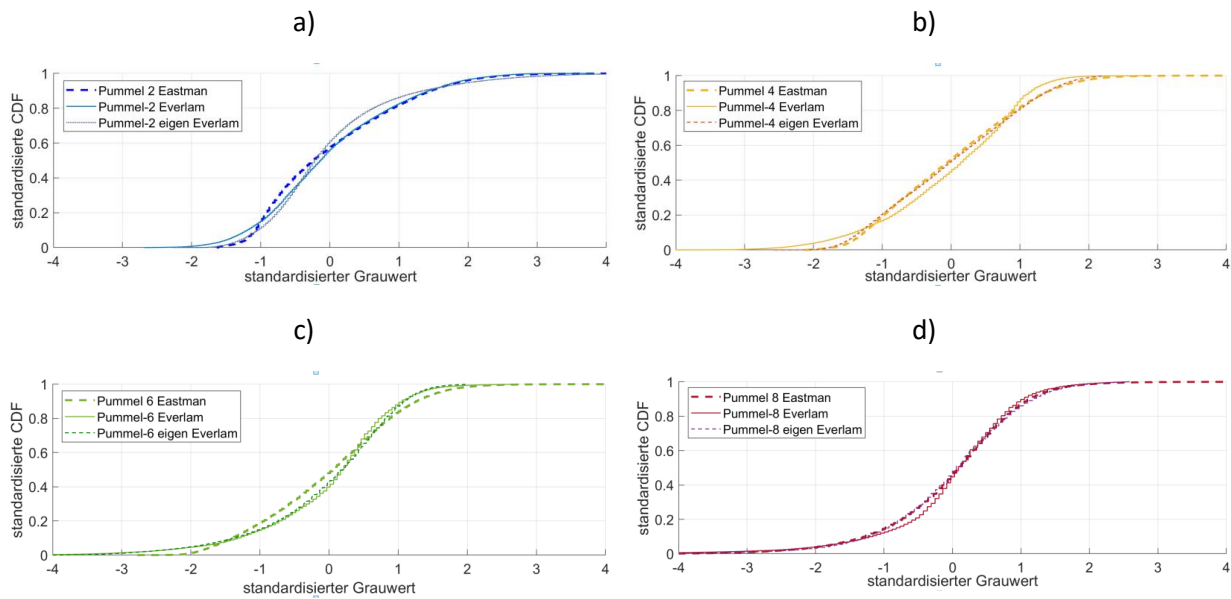 a)
b)
standardisierte CDF
1
0.8
0.6
0.4
0.2
0
Pummel 2 Eastman
Pummel-2 Everlam
Pummel-2 eigen Everlam
-4 -3 -2 -1 0 1 2 3 4
standardisierter Grauwert
standardisierte CDF
1
0.8
0.6
0.4
0.2
0
Pummel 4 Eastman
Pummel-4 Everlam
Pummel-4 eigen Everlam
-4 -3 -2 -1 0 1 2 3 4
standardisierter Grauwert
c)
d)
standardisierte CDF
1
0.8
0.6
0.4
0.2
0
Pummel 6 Eastman
Pummel-6 Everlam
Pummel-6 eigen Everlam
-4 -3 -2 -1 0 1 2 3 4
standardisierter Grauwert
standardisierte CDF
1
0.8
0.6
0.4
0.2
0
Pummel 8 Eastman
Pummel-8 Everlam
Pummel-8 eigen Everlam
-4 -3 -2 -1 0 1 2 3 4
standardisierter Grauwert